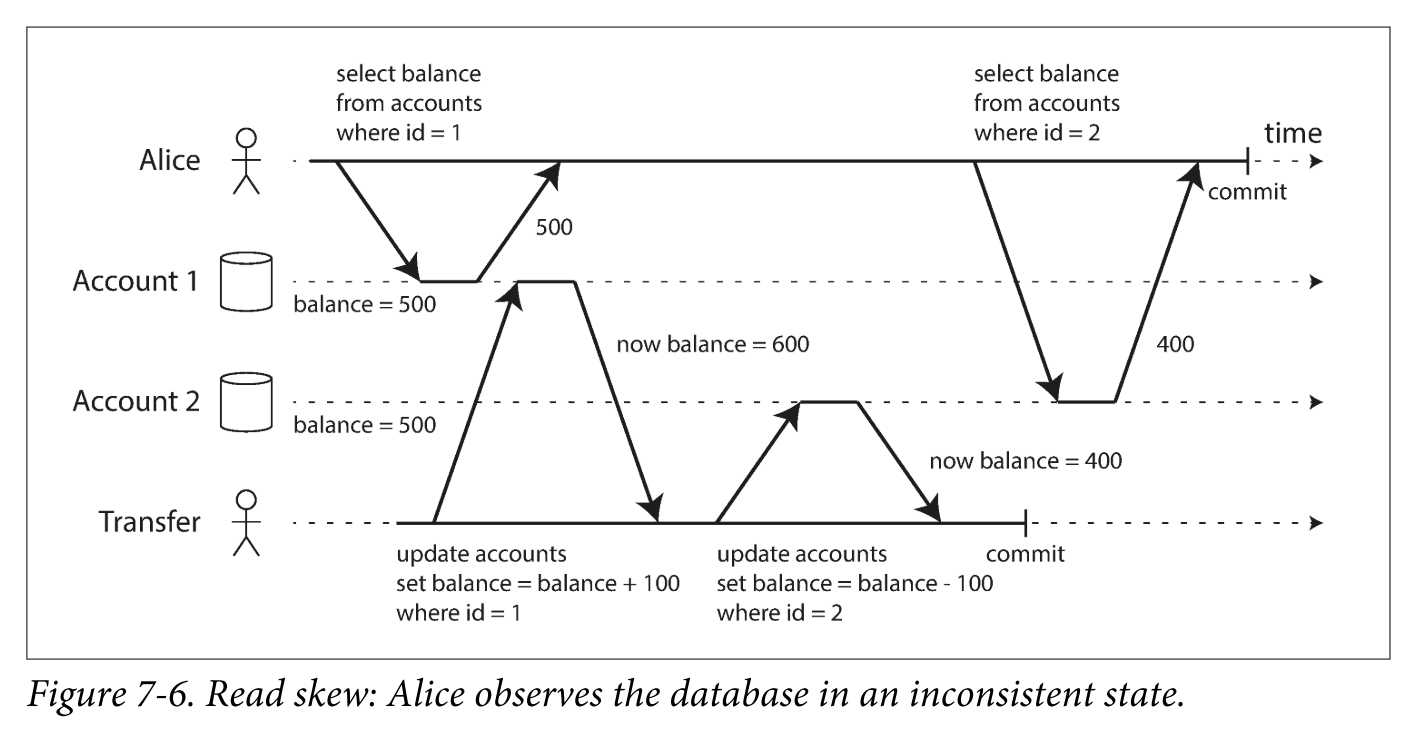 select balance
from accounts
where id = 1
select balance
from accounts
where id = 2
time
Alice
commit
500
Account 1
balance = 500
now balance = 600
400
Account 2
balance = 500
now balance = 400
Transfer
update accounts
set balance = balance + 100
where id = 1
update accounts
set balance = balance - 100
where id = 2
commit
Figure 7-6. Read skew: Alice observes the database in an inconsistent state.